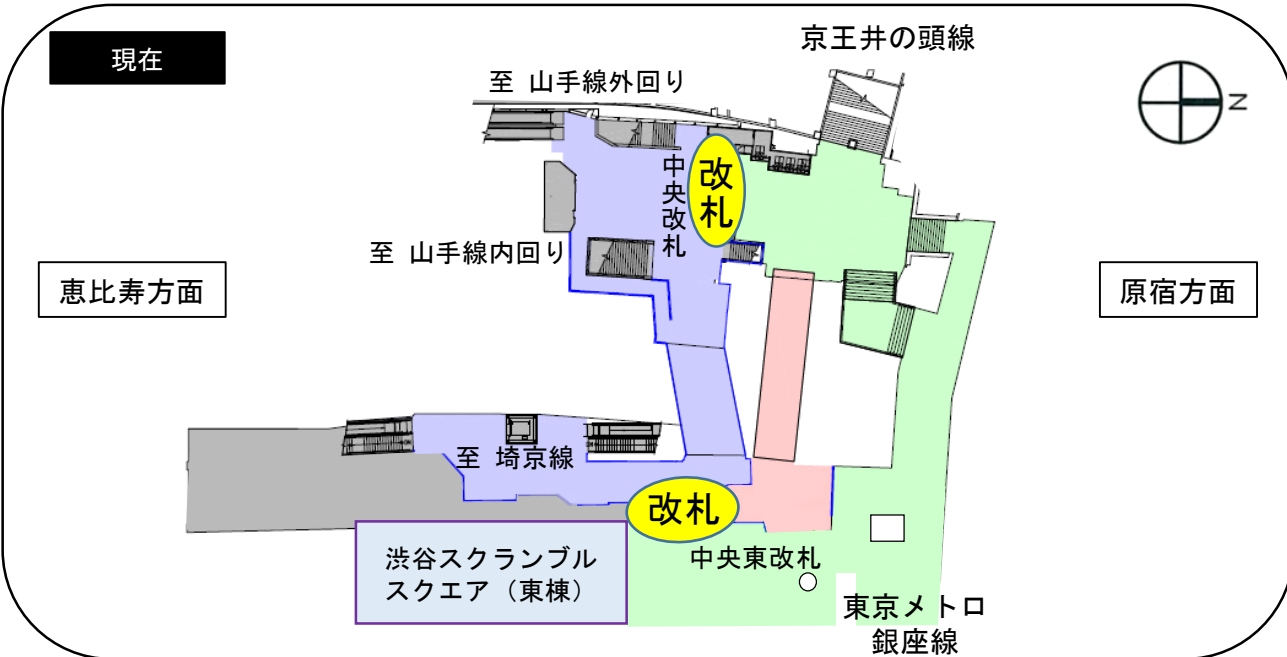 現在
京王井の頭線
至 山手線外回り
N
中央改札
改札
至 山手線内回り
恵比寿方面
原宿方面
至 埼京線
改札
渋谷スクランブル
スクエア（東棟）
中央東改札
東京メトロ
銀座線